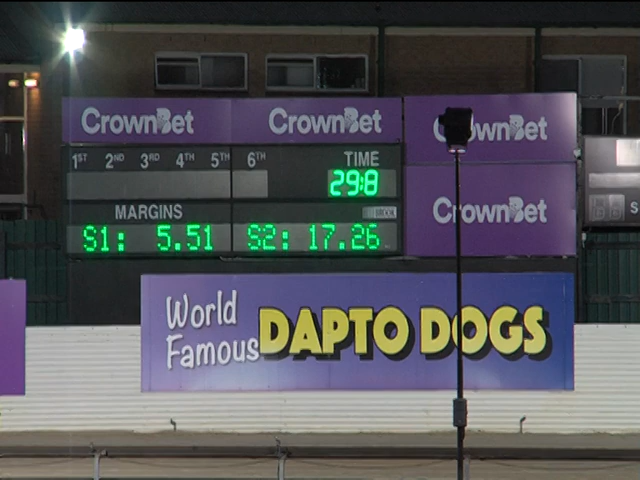 CrownBet CrownBet CrownBet
1ST 2ND 3RD 4TH 5TH 6TH TIME
29:8
CrownBet
MARGINS
S1: 5.51 S2: 17.26
World
Famous DAPTO DOGS